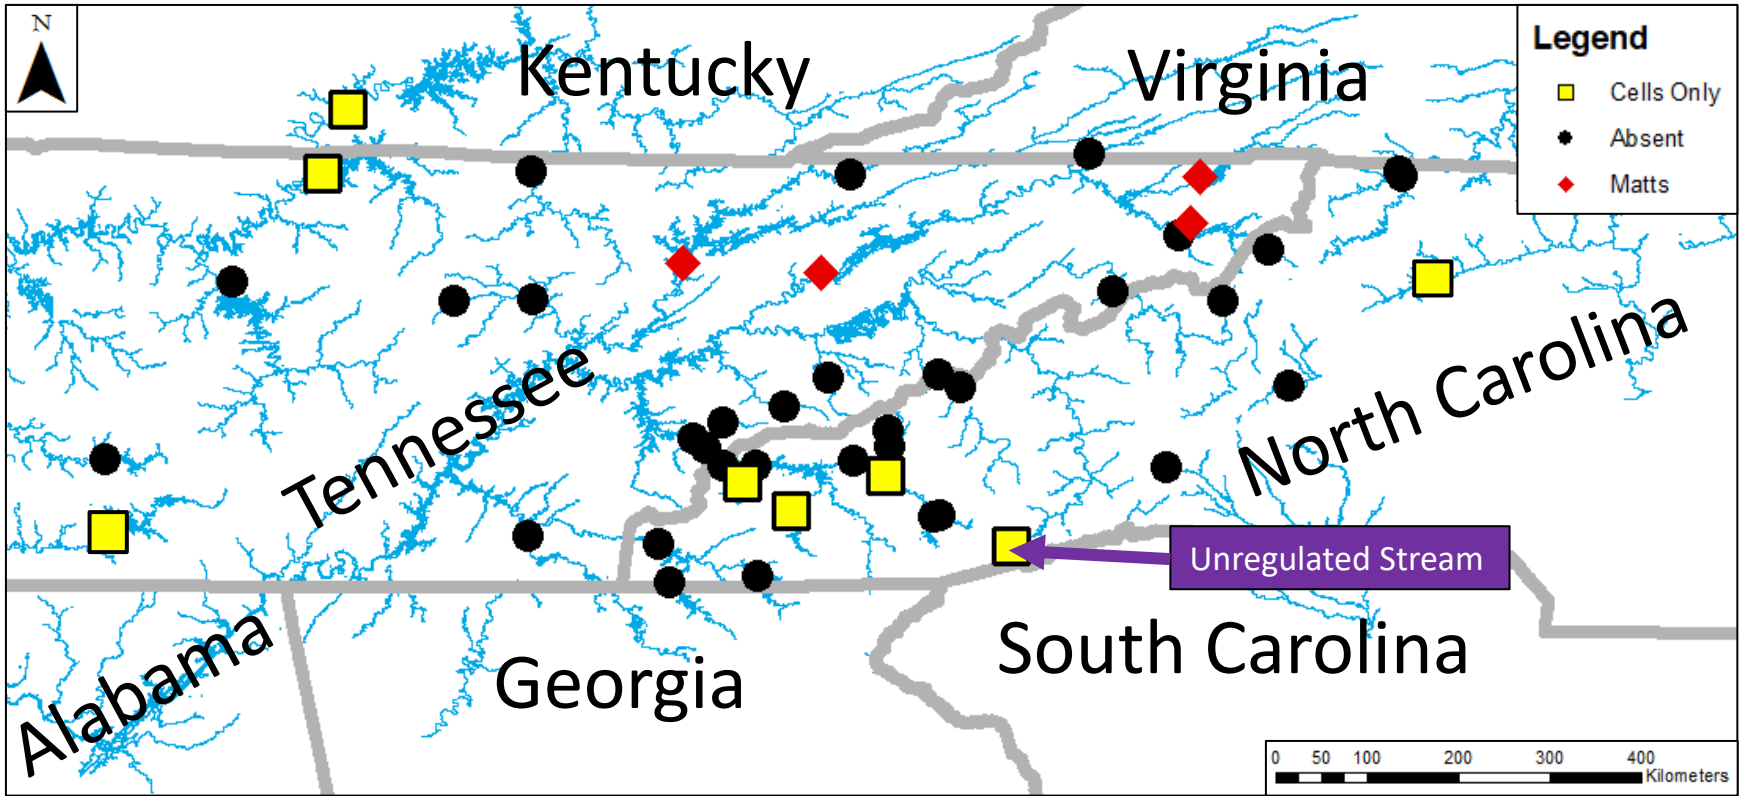 N
Kentucky
Virginia
Legend
Cells Only
Absent
Matts
Tennessee
North Carolina
Unregulated Stream
Alabama
Georgia
South Carolina
0 50 100 200 300 400
Kilometers